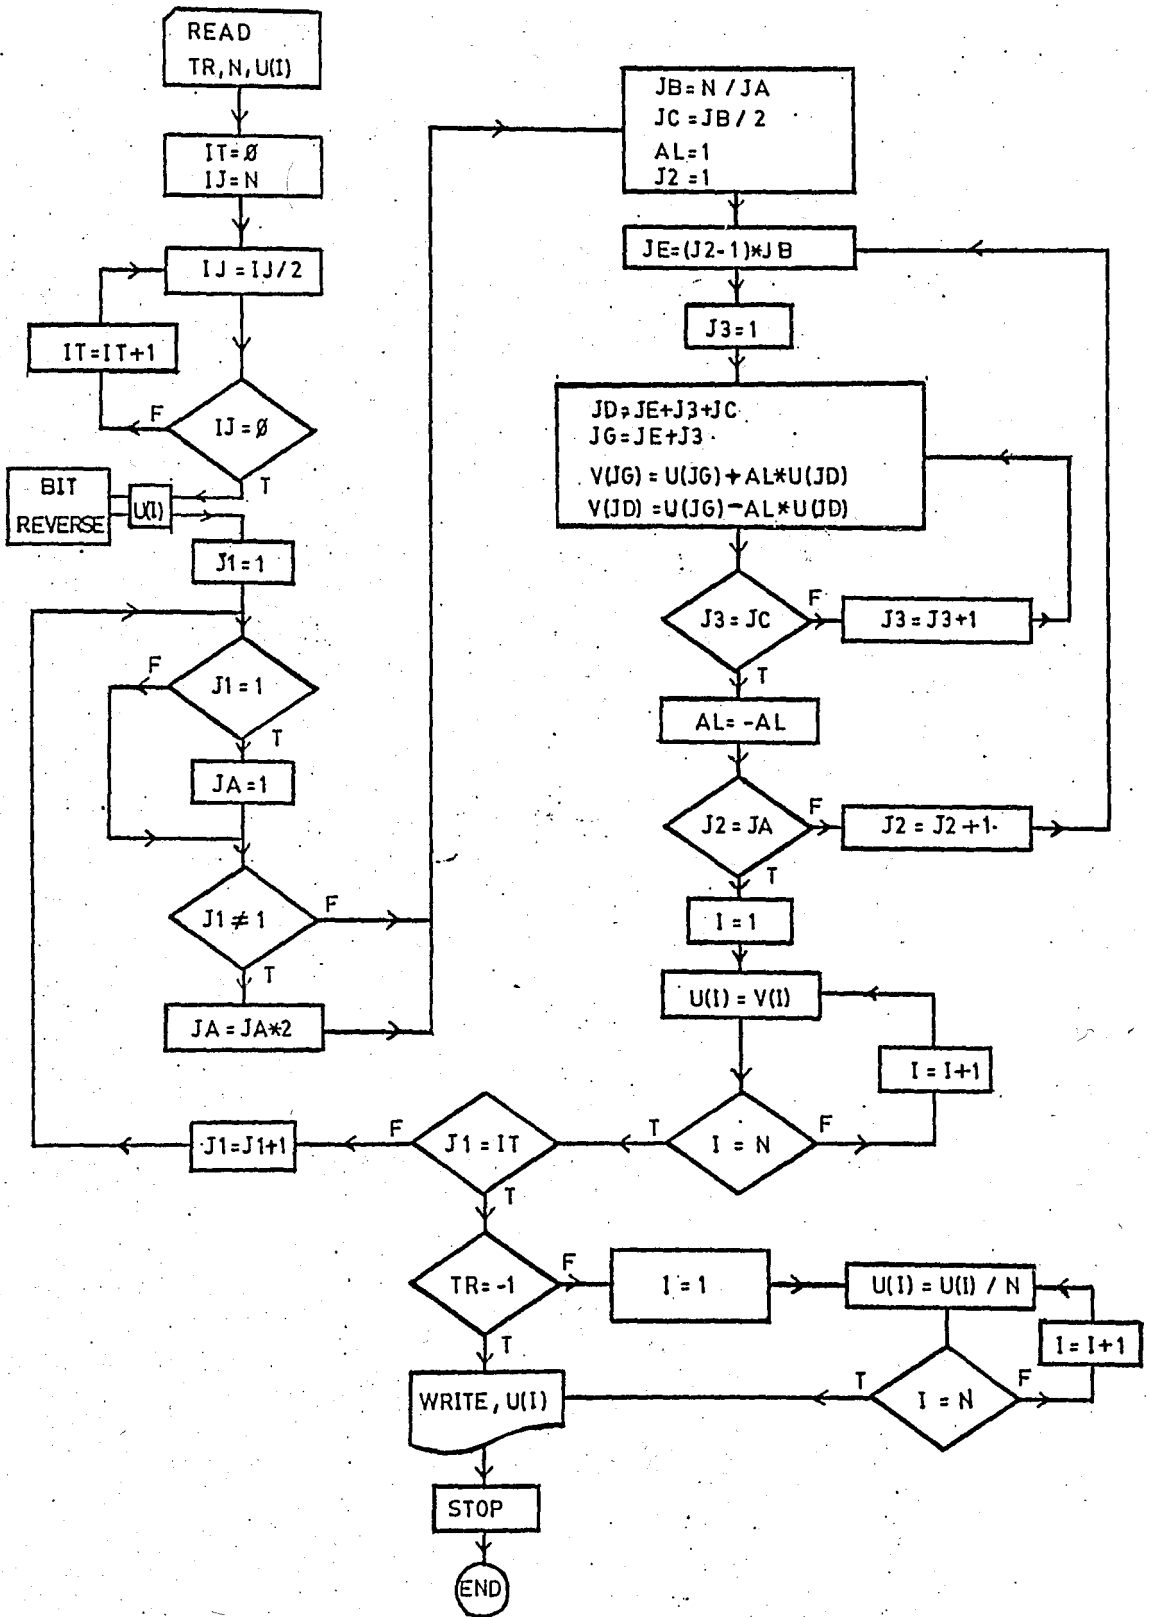 READ
TR, N, U(I)
IT=Ø
IJ=N
IJ=IJ/2
IT=IT+1
F
IJ=Ø
T
BIT
REVERSE
U(I)
J1=1
F
J1=1
T
JA=1
J1≠1
F
T
JA=JA*2
JB=N/JA
JC=JB/2
AL=1
J2=1
JE=(J2-1)*JB
J3=1
JD=JE+J3+JC
JG=JE+J3
V(JG)=U(JG)+AL*U(JD)
V(JD)=U(JG)-AL*U(JD)
J3=JC
F
J3=J3+1
T
AL=-AL
J2=JA
F
J2=J2+1
T
I=1
U(I)=V(I)
I=I+1
I=N
F
T
J1=IT
F
J1=J1+1
T
TR=-1
F
I=1
U(I)=U(I)/N
I=I+1
T
I=N
F
T
WRITE, U(I)
STOP
END